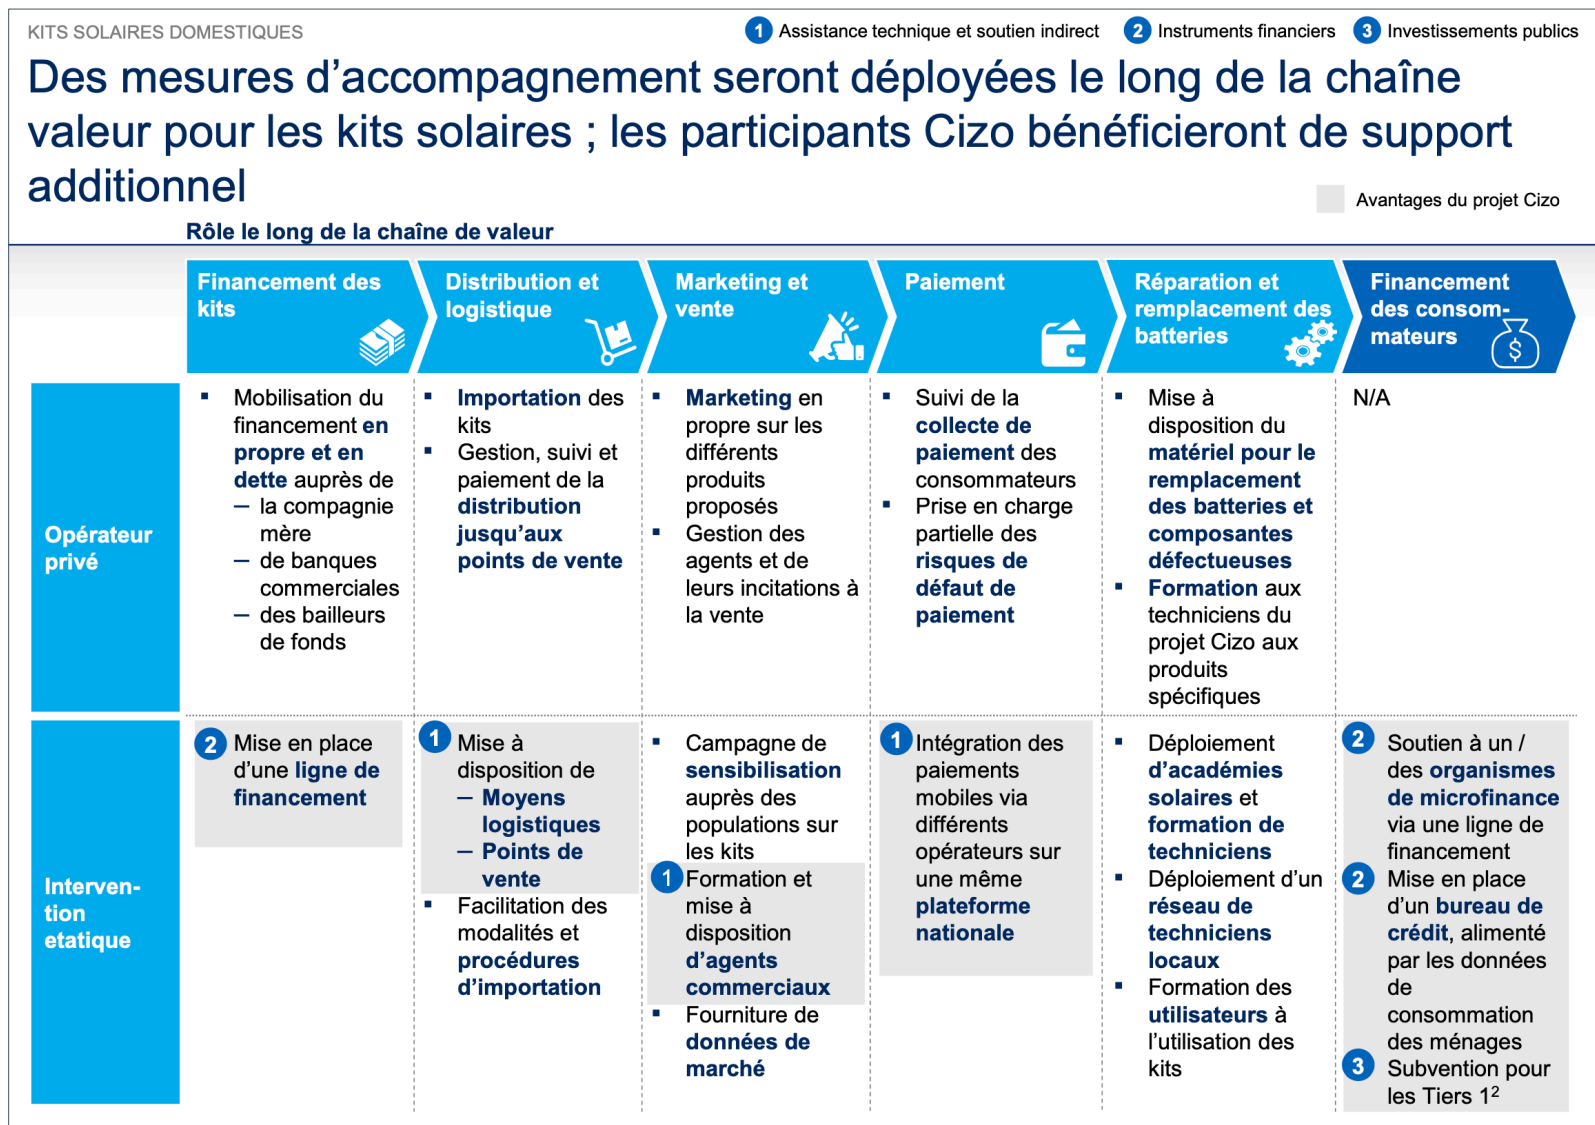 KITS SOLAIRES DOMESTIQUES
1 Assistance technique et soutien indirect
2 Instruments financiers
3 Investissements publics
Des mesures d’accompagnement seront déployées le long de la chaîne
valeur pour les kits solaires ; les participants Cizo bénéficieront de support
additionnel
Avantages du projet Cizo
Rôle le long de la chaîne de valeur
Financement des
kits
Distribution et
logistique
Marketing et
vente
Paiement
Réparation et
remplacement des
batteries
Financement
des consom-
mateurs
$
Opérateur
privé
▪ Mobilisation du
financement en
propre et en
dette auprès de
– la compagnie
mère
– de banques
commerciales
– des bailleurs
de fonds
▪ Importation des
kits
▪ Gestion, suivi et
paiement de la
distribution
jusqu’aux
points de vente
▪ Marketing en
propre sur les
différents
produits
proposés
▪ Gestion des
agents et de
leurs incitations à
la vente
▪ Suivi de la
collecte de
paiement des
consommateurs
▪ Prise en charge
partielle des
risques de
défaut de
paiement
▪ Mise à
disposition du
matériel pour le
remplacement
des batteries et
composantes
défectueuses
▪ Formation aux
techniciens du
projet Cizo aux
produits
spécifiques
N/A
Interven-
tion
etatique
2 Mise en place
d’une ligne de
financement
1 Mise à
disposition de
– Moyens
logistiques
– Points de
vente
▪ Facilitation des
modalités et
procédures
d’importation
▪ Campagne de
sensibilisation
auprès des
populations sur
les kits
1 Formation et
mise à
disposition
d’agents
commerciaux
▪ Fourniture de
données de
marché
1 Intégration des
paiements
mobiles via
différents
opérateurs sur
une même
plateforme
nationale
▪ Déploiement
d’académies
solaires et
formation de
techniciens
▪ Déploiement d’un
réseau de
techniciens
locaux
▪ Formation des
utilisateurs à
l’utilisation des
kits
2 Soutien à un /
des organismes
de microfinance
via une ligne de
financement
2 Mise en place
d’un bureau de
crédit, alimenté
par les données
de
consommation
des ménages
3 Subvention pour
les Tiers 1²